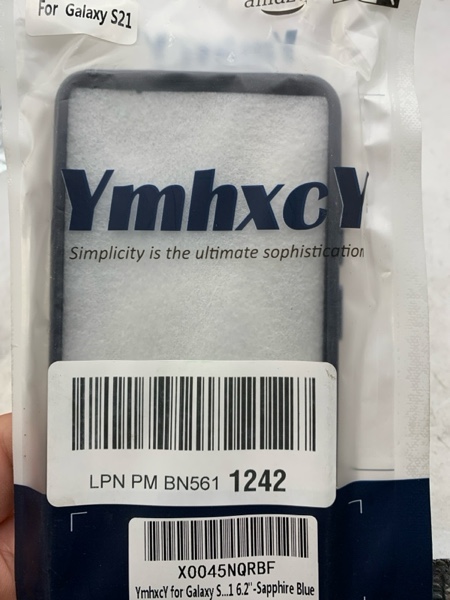 For Galaxy S21
amazon
YmhxcY
Simplicity is the ultimate sophistication
LPN PM BN561 1242
X0045NQRBF
YmhxcY for Galaxy S...1 6.2"-Sapphire Blue